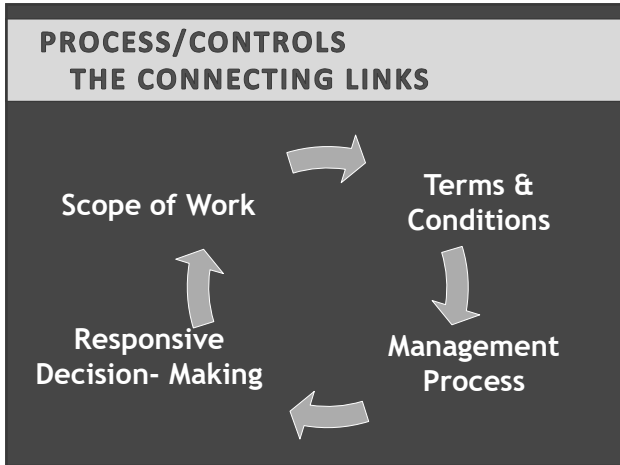 PROCESS/CONTROLS
THE CONNECTING LINKS
Scope of Work
Terms &
Conditions
Management
Process
Responsive
Decision- Making